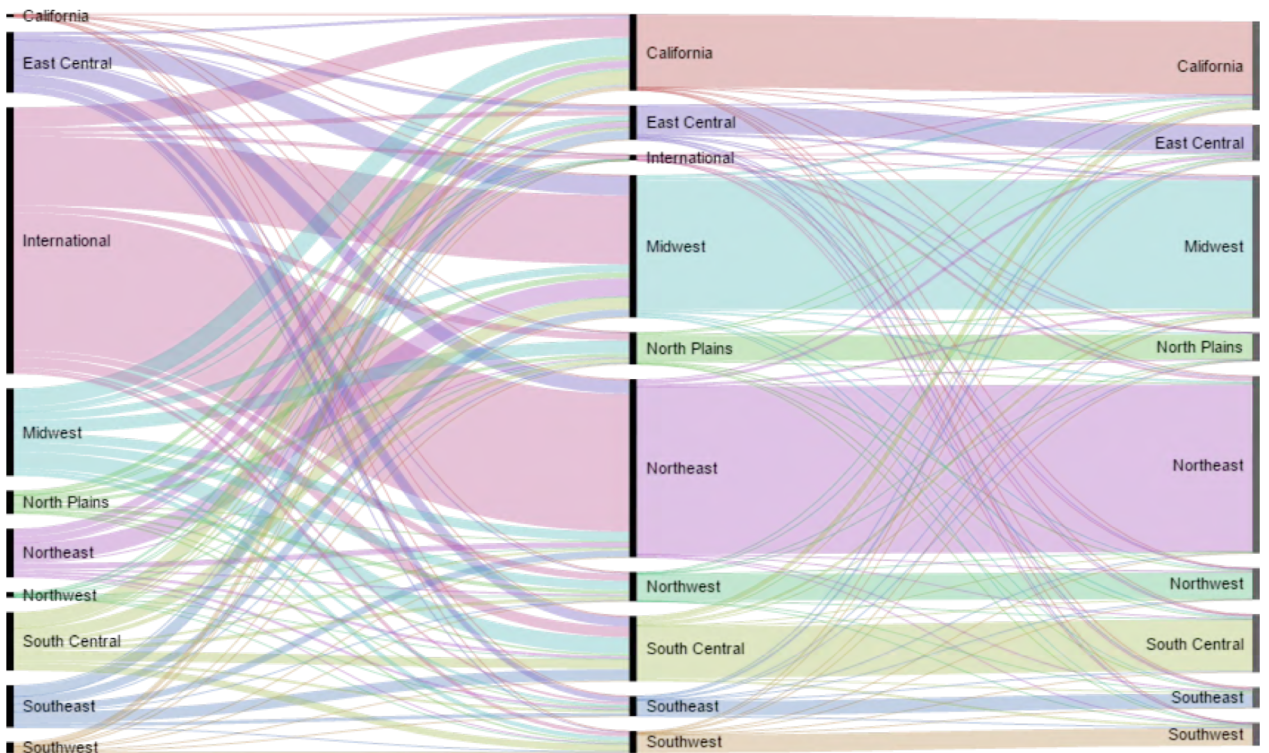 California
East Central
International
Midwest
North Plains
Northeast
Northwest
South Central
Southeast
Southwest
California
East Central
International
Midwest
North Plains
Northeast
Northwest
South Central
Southeast
Southwest
California
East Central
Midwest
North Plains
Northeast
Northwest
South Central
Southeast
Southwest